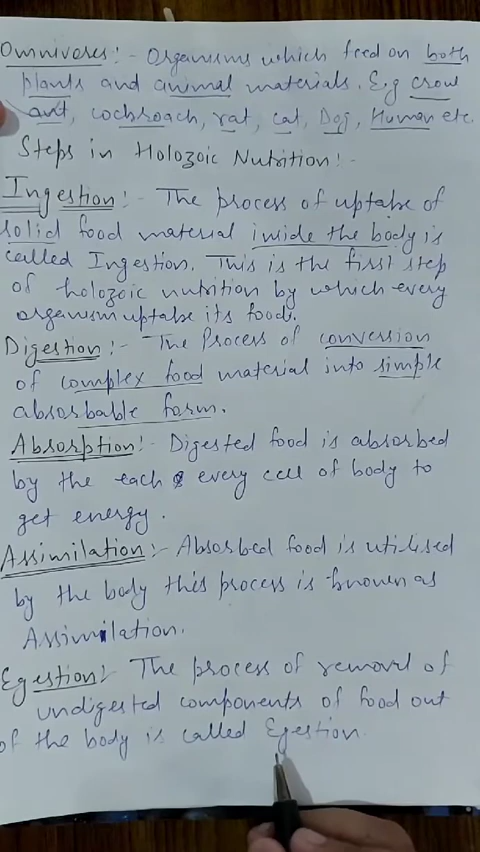 Omnivores:- Organisms which feed on both
plants and animal materials. E.g crow
ant, cochroach, rat, cat, Dog, Human etc.
Steps in Holozoic Nutrition:-
Ingestion:- The process of uptake of
solid food material inside the body is
called Ingestion. This is the first step
of holozoic nutrition by which every
organism uptake its food.
Digestion:- The Process of conversion
of complex food material into simple
absorbable form.
Absorption:- Digested food is absorbed
by the each & every cell of body to
get energy.
Assimilation:- Absorbed food is utilised
by the body this process is known as
Assimilation.
Egestion:- The process of removal of
undigested components of food out
of the body is called Egestion.